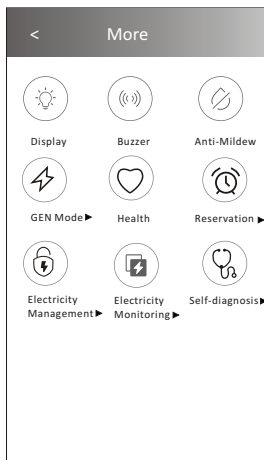 < More
Display Buzzer Anti-Mildew
GEN Mode▶ Health Reservation▶
Electricity Electricity Self-diagnosis▶
Management▶ Monitoring▶